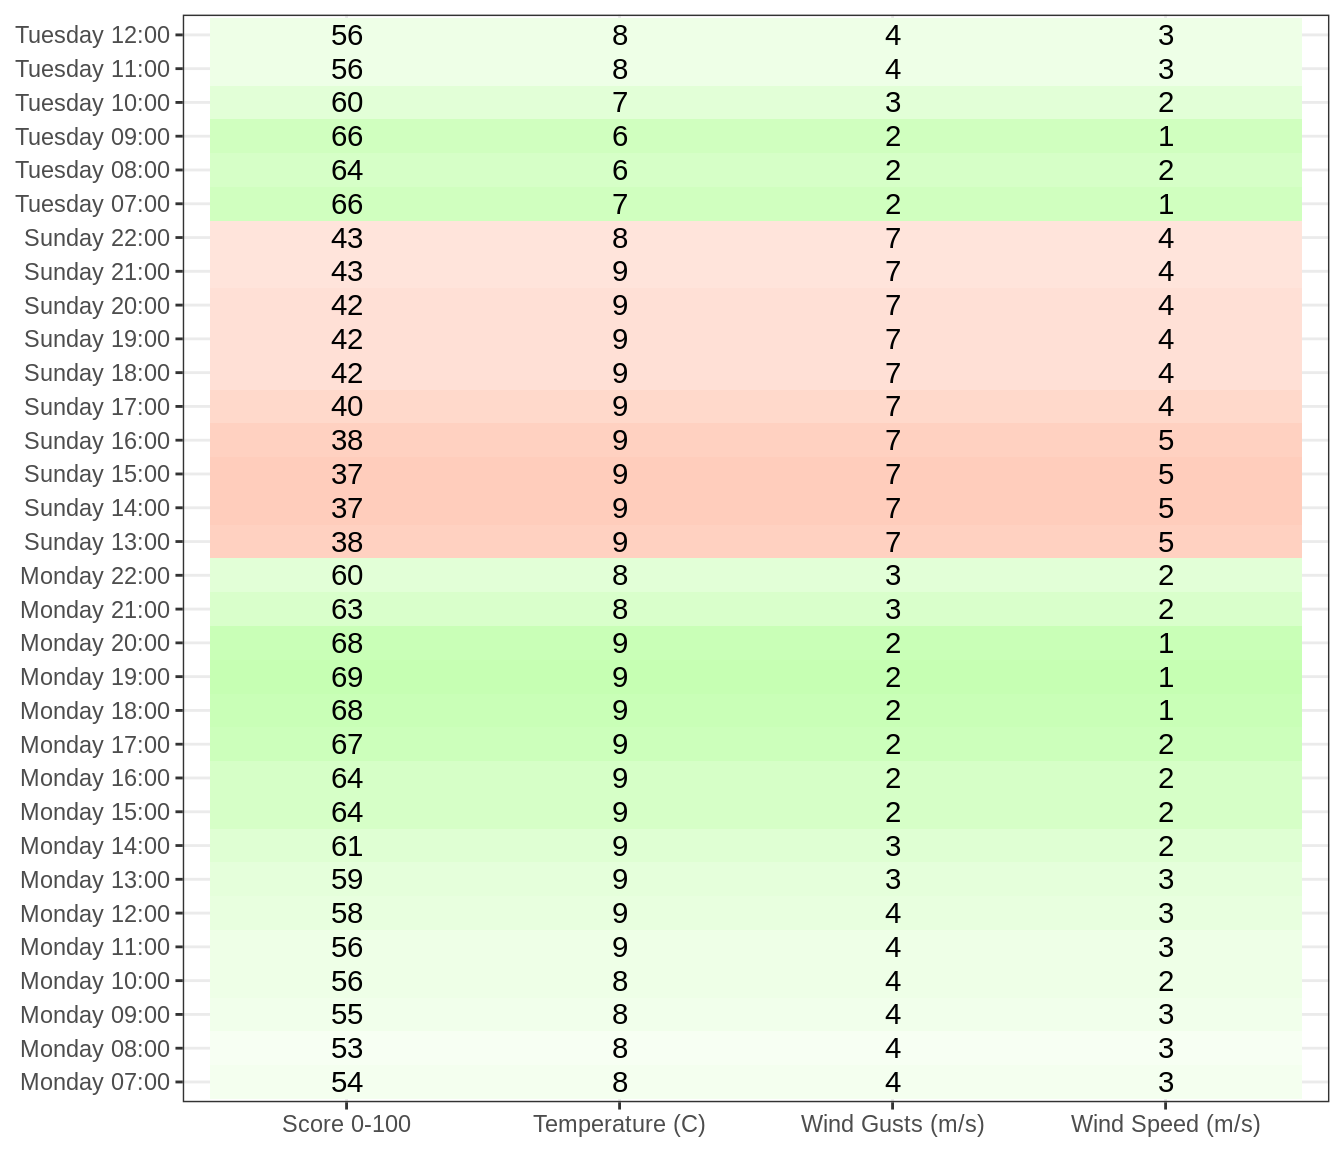 Tuesday 12:00 56 8 4 3
Tuesday 11:00 56 8 4 3
Tuesday 10:00 60 7 3 2
Tuesday 09:00 66 6 2 1
Tuesday 08:00 64 6 2 2
Tuesday 07:00 66 7 2 1
Sunday 22:00 43 8 7 4
Sunday 21:00 43 9 7 4
Sunday 20:00 42 9 7 4
Sunday 19:00 42 9 7 4
Sunday 18:00 42 9 7 4
Sunday 17:00 40 9 7 4
Sunday 16:00 38 9 7 5
Sunday 15:00 37 9 7 5
Sunday 14:00 37 9 7 5
Sunday 13:00 38 9 7 5
Monday 22:00 60 8 3 2
Monday 21:00 63 8 3 2
Monday 20:00 68 9 2 1
Monday 19:00 69 9 2 1
Monday 18:00 68 9 2 1
Monday 17:00 67 9 2 2
Monday 16:00 64 9 2 2
Monday 15:00 64 9 2 2
Monday 14:00 61 9 3 2
Monday 13:00 59 9 3 3
Monday 12:00 58 9 4 3
Monday 11:00 56 9 4 3
Monday 10:00 56 8 4 2
Monday 09:00 55 8 4 3
Monday 08:00 53 8 4 3
Monday 07:00 54 8 4 3
Score 0-100 Temperature (C) Wind Gusts (m/s) Wind Speed (m/s)